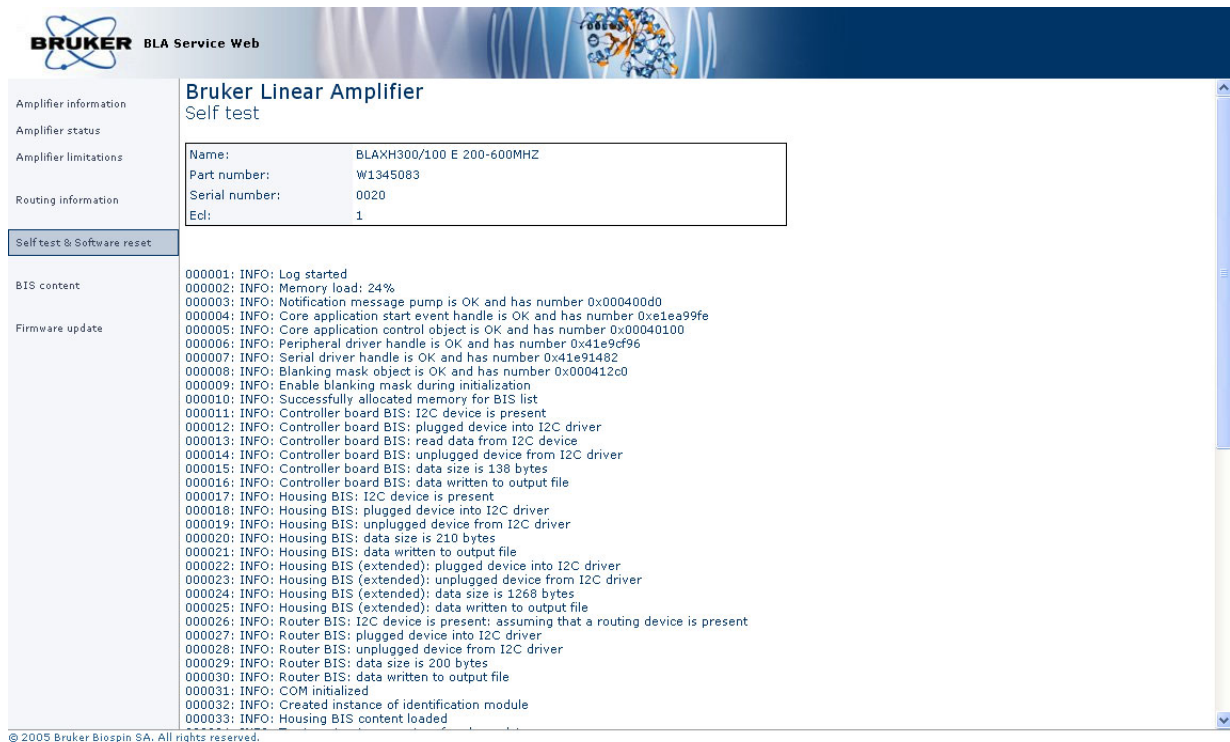 BRUKER BLA Service Web
Amplifier information
Amplifier status
Amplifier limitations
Routing information
Self test & Software reset
BIS content
Firmware update
Bruker Linear Amplifier
Self test
Name: BLAXH300/100 E 200-600MHZ
Part number: W1345083
Serial number: 0020
Ecl: 1
000001: INFO: Log started
000002: INFO: Memory load: 24%
000003: INFO: Notification message pump is OK and has number 0x000400d0
000004: INFO: Core application start event handle is OK and has number 0xe1ea99fe
000005: INFO: Core application control object is OK and has number 0x00040100
000006: INFO: Peripheral driver handle is OK and has number 0x41e9cf96
000007: INFO: Serial driver handle is OK and has number 0x41e91482
000008: INFO: Blanking mask object is OK and has number 0x000412c0
000009: INFO: Enable blanking mask during initialization
000010: INFO: Successfully allocated memory for BIS list
000011: INFO: Controller board BIS: I2C device is present
000012: INFO: Controller board BIS: plugged device into I2C driver
000013: INFO: Controller board BIS: read data from I2C device
000014: INFO: Controller board BIS: unplugged device from I2C driver
000015: INFO: Controller board BIS: data size is 138 bytes
000016: INFO: Controller board BIS: data written to output file
000017: INFO: Housing BIS: I2C device is present
000018: INFO: Housing BIS: plugged device into I2C driver
000019: INFO: Housing BIS: unplugged device from I2C driver
000020: INFO: Housing BIS: data size is 210 bytes
000021: INFO: Housing BIS: data written to output file
000022: INFO: Housing BIS (extended): plugged device into I2C driver
000023: INFO: Housing BIS (extended): unplugged device from I2C driver
000024: INFO: Housing BIS (extended): data size is 1268 bytes
000025: INFO: Housing BIS (extended): data written to output file
000026: INFO: Router BIS: I2C device is present: assuming that a routing device is present
000027: INFO: Router BIS: plugged device into I2C driver
000028: INFO: Router BIS: unplugged device from I2C driver
000029: INFO: Router BIS: data size is 200 bytes
000030: INFO: Router BIS: data written to output file
000031: INFO: COM initialized
000032: INFO: Created instance of identification module
000033: INFO: Housing BIS content loaded
© 2005 Bruker Biospin SA. All rights reserved.